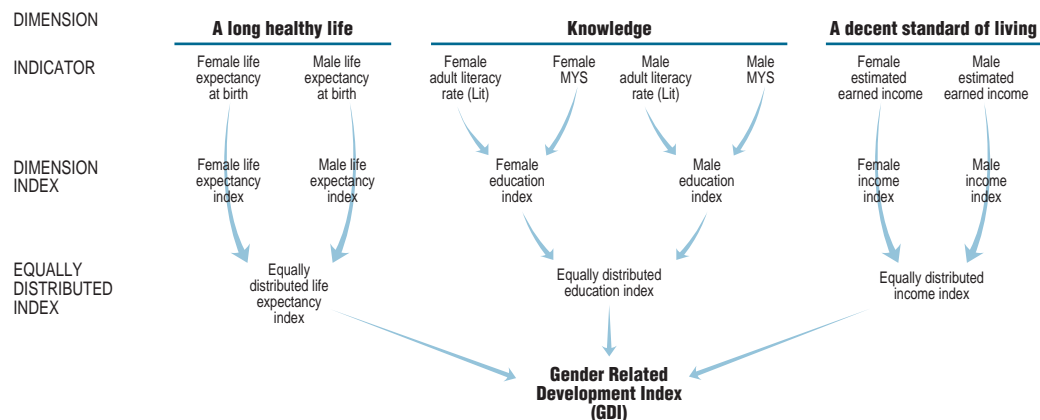 DIMENSION
A long healthy life
Knowledge
A decent standard of living
INDICATOR
Female life
expectancy
at birth
Male life
expectancy
at birth
Female
adult literacy
rate (Lit)
Female
MYS
Male
adult literacy
rate (Lit)
Male
MYS
Female
estimated
earned income
Male
estimated
earned income
DIMENSION
INDEX
Female life
expectancy
index
Male life
expectancy
index
Female
education
index
Male
education
index
Female
income
index
Male
income
index
EQUALLY
DISTRIBUTED
INDEX
Equally
distributed life
expectancy
index
Equally distributed
education index
Equally distributed
income index
Gender Related
Development Index
(GDI)